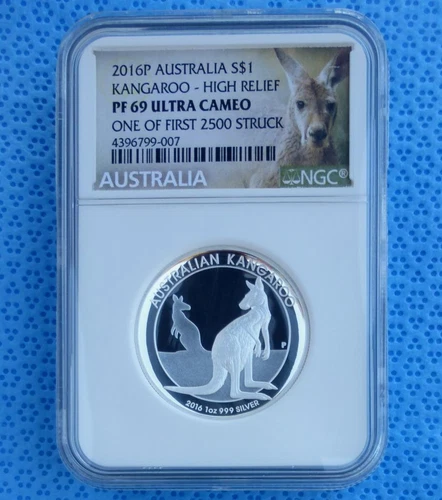 2016P AUSTRALIA S$1
KANGAROO - HIGH RELIEF
PF 69 ULTRA CAMEO
ONE OF FIRST 2500 STRUCK
4396799-007
AUSTRALIA
NGC®
AUSTRALIAN KANGAROO
P
2016 1oz 999 SILVER